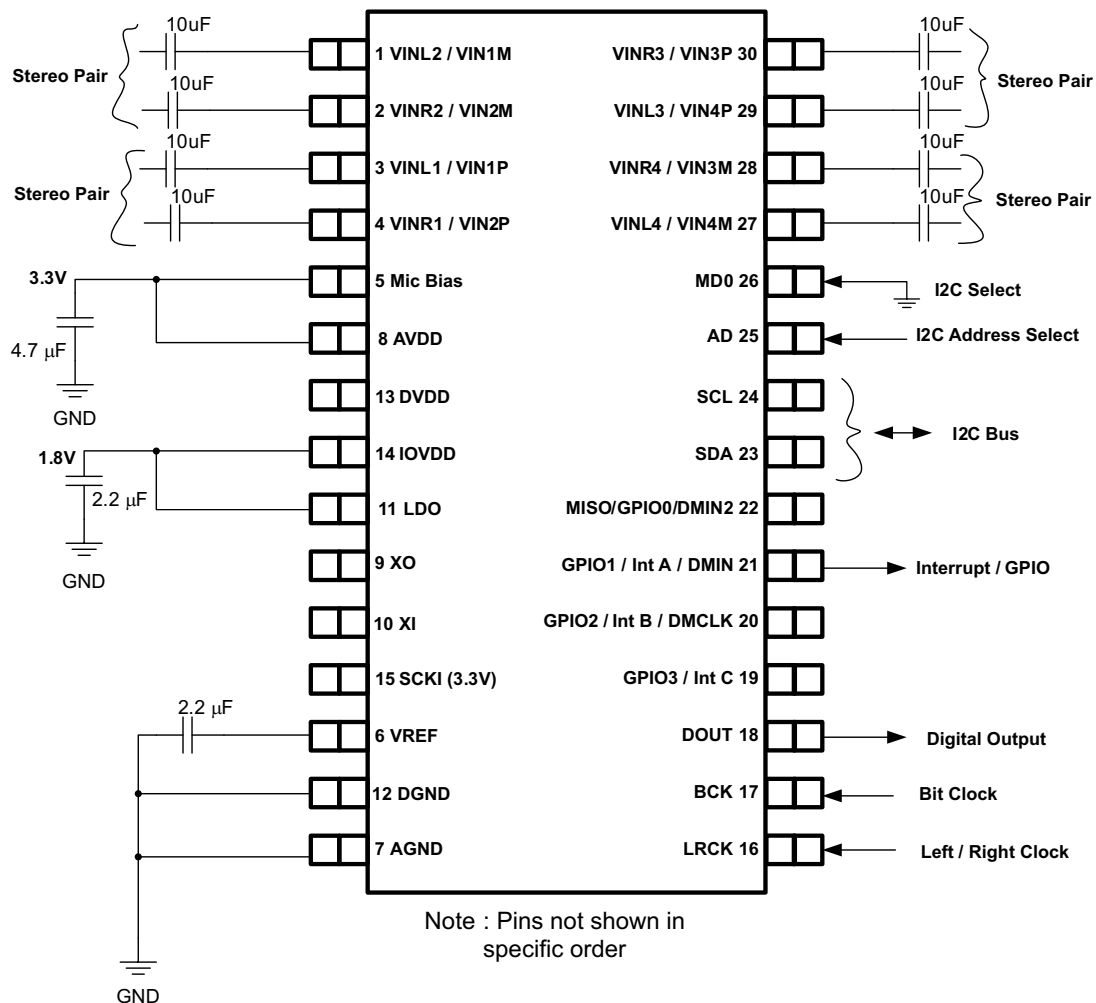 10uF
1 VINL2 / VIN1M
VINR3 / VIN3P 30
10uF
Stereo Pair
10uF
2 VINR2 / VIN2M
VINL3 / VIN4P 29
10uF
Stereo Pair
10uF
3 VINL1 / VIN1P
VINR4 / VIN3M 28
10uF
Stereo Pair
10uF
4 VINR1 / VIN2P
VINL4 / VIN4M 27
10uF
Stereo Pair
3.3V
5 Mic Bias
MD0 26
I2C Select
4.7 μF
8 AVDD
AD 25
I2C Address Select
GND
13 DVDD
SCL 24
1.8V
14 IOVDD
SDA 23
I2C Bus
2.2 μF
11 LDO
MISO/GPIO0/DMIN2 22
GND
9 XO
GPIO1 / Int A / DMIN 21
Interrupt / GPIO
10 XI
GPIO2 / Int B / DMCLK 20
15 SCKI (3.3V)
GPIO3 / Int C 19
2.2 μF
6 VREF
DOUT 18
Digital Output
12 DGND
BCK 17
Bit Clock
7 AGND
LRCK 16
Left / Right Clock
GND
Note : Pins not shown in
specific order